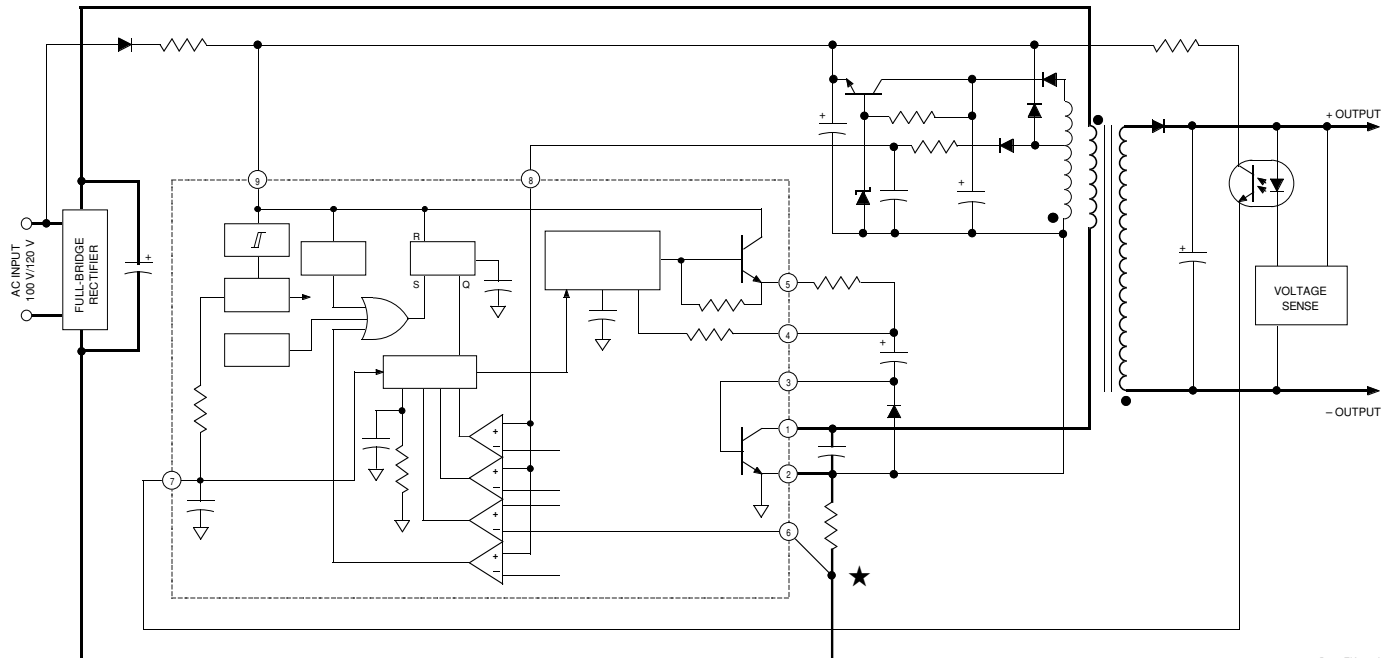 + OUTPUT
9
8
AC INPUT
100 V/120 V
FULL-BRIDGE
RECTIFIER
R
S
Q
5
VOLTAGE
SENSE
4
3
– OUTPUT
1
2
7
6
+
+
+
+
+
+
–
+
–
+
–
+
–